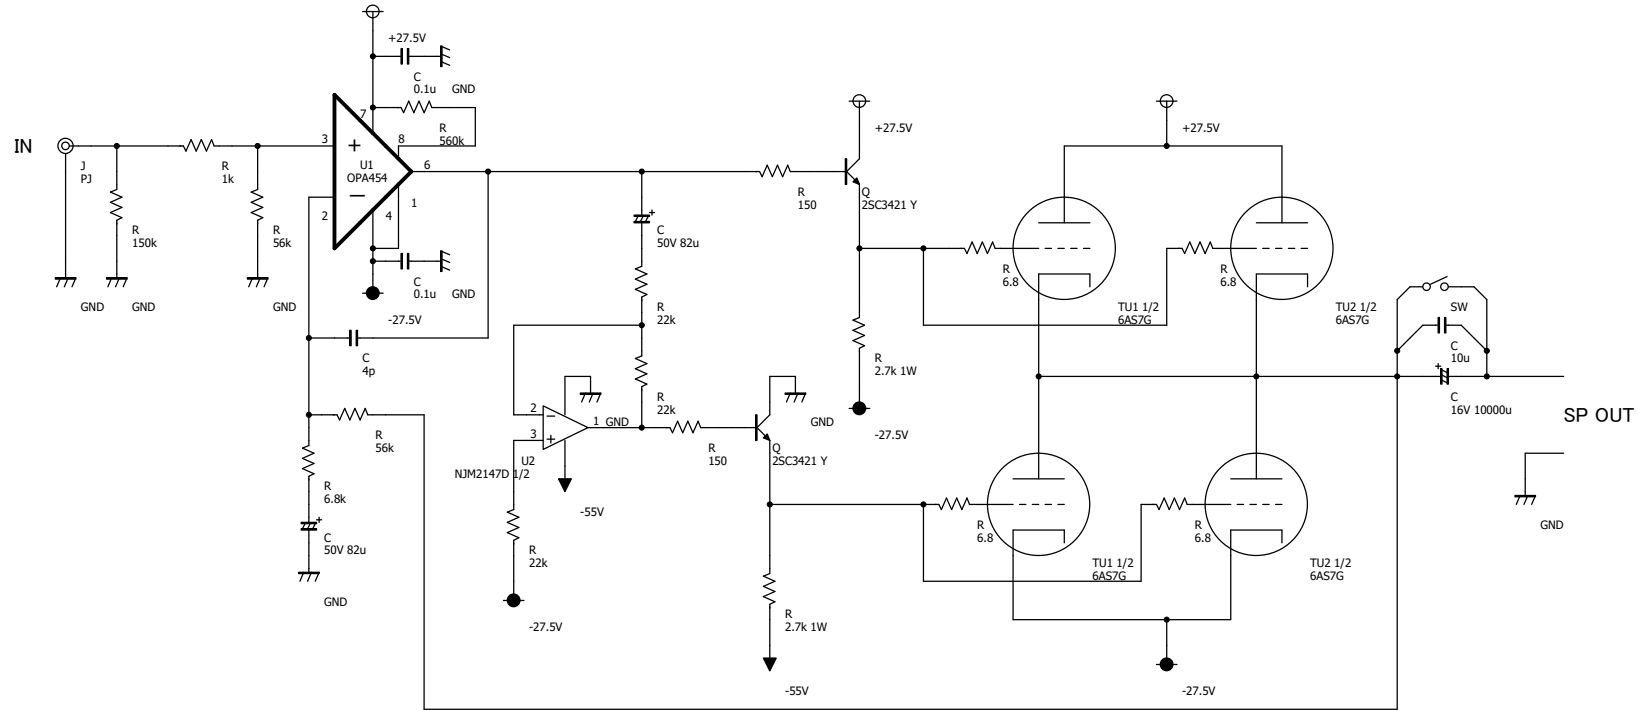 +27.5V
C
0.1u
GND
7
R
560k
8
IN
J
PJ
3
+
U1
OPA454
6
−
2
4
1
R
1k
R
150k
R
56k
GND
GND
GND
C
0.1u
GND
-27.5V
C
4p
R
56k
R
6.8k
+
C
50V 82u
GND
+
C
50V 82u
R
22k
R
22k
2
−
3
+
1
GND
U2
NJM2147D 1/2
-55V
R
22k
-27.5V
R
150
+27.5V
Q
2SC3421 Y
R
2.7k 1W
-27.5V
R
150
GND
Q
2SC3421 Y
R
2.7k 1W
-55V
+27.5V
R
6.8
TU1 1/2
6AS7G
R
6.8
TU2 1/2
6AS7G
R
6.8
TU1 1/2
6AS7G
R
6.8
TU2 1/2
6AS7G
-27.5V
SW
C
10u
+
C
16V 10000u
SP OUT
GND